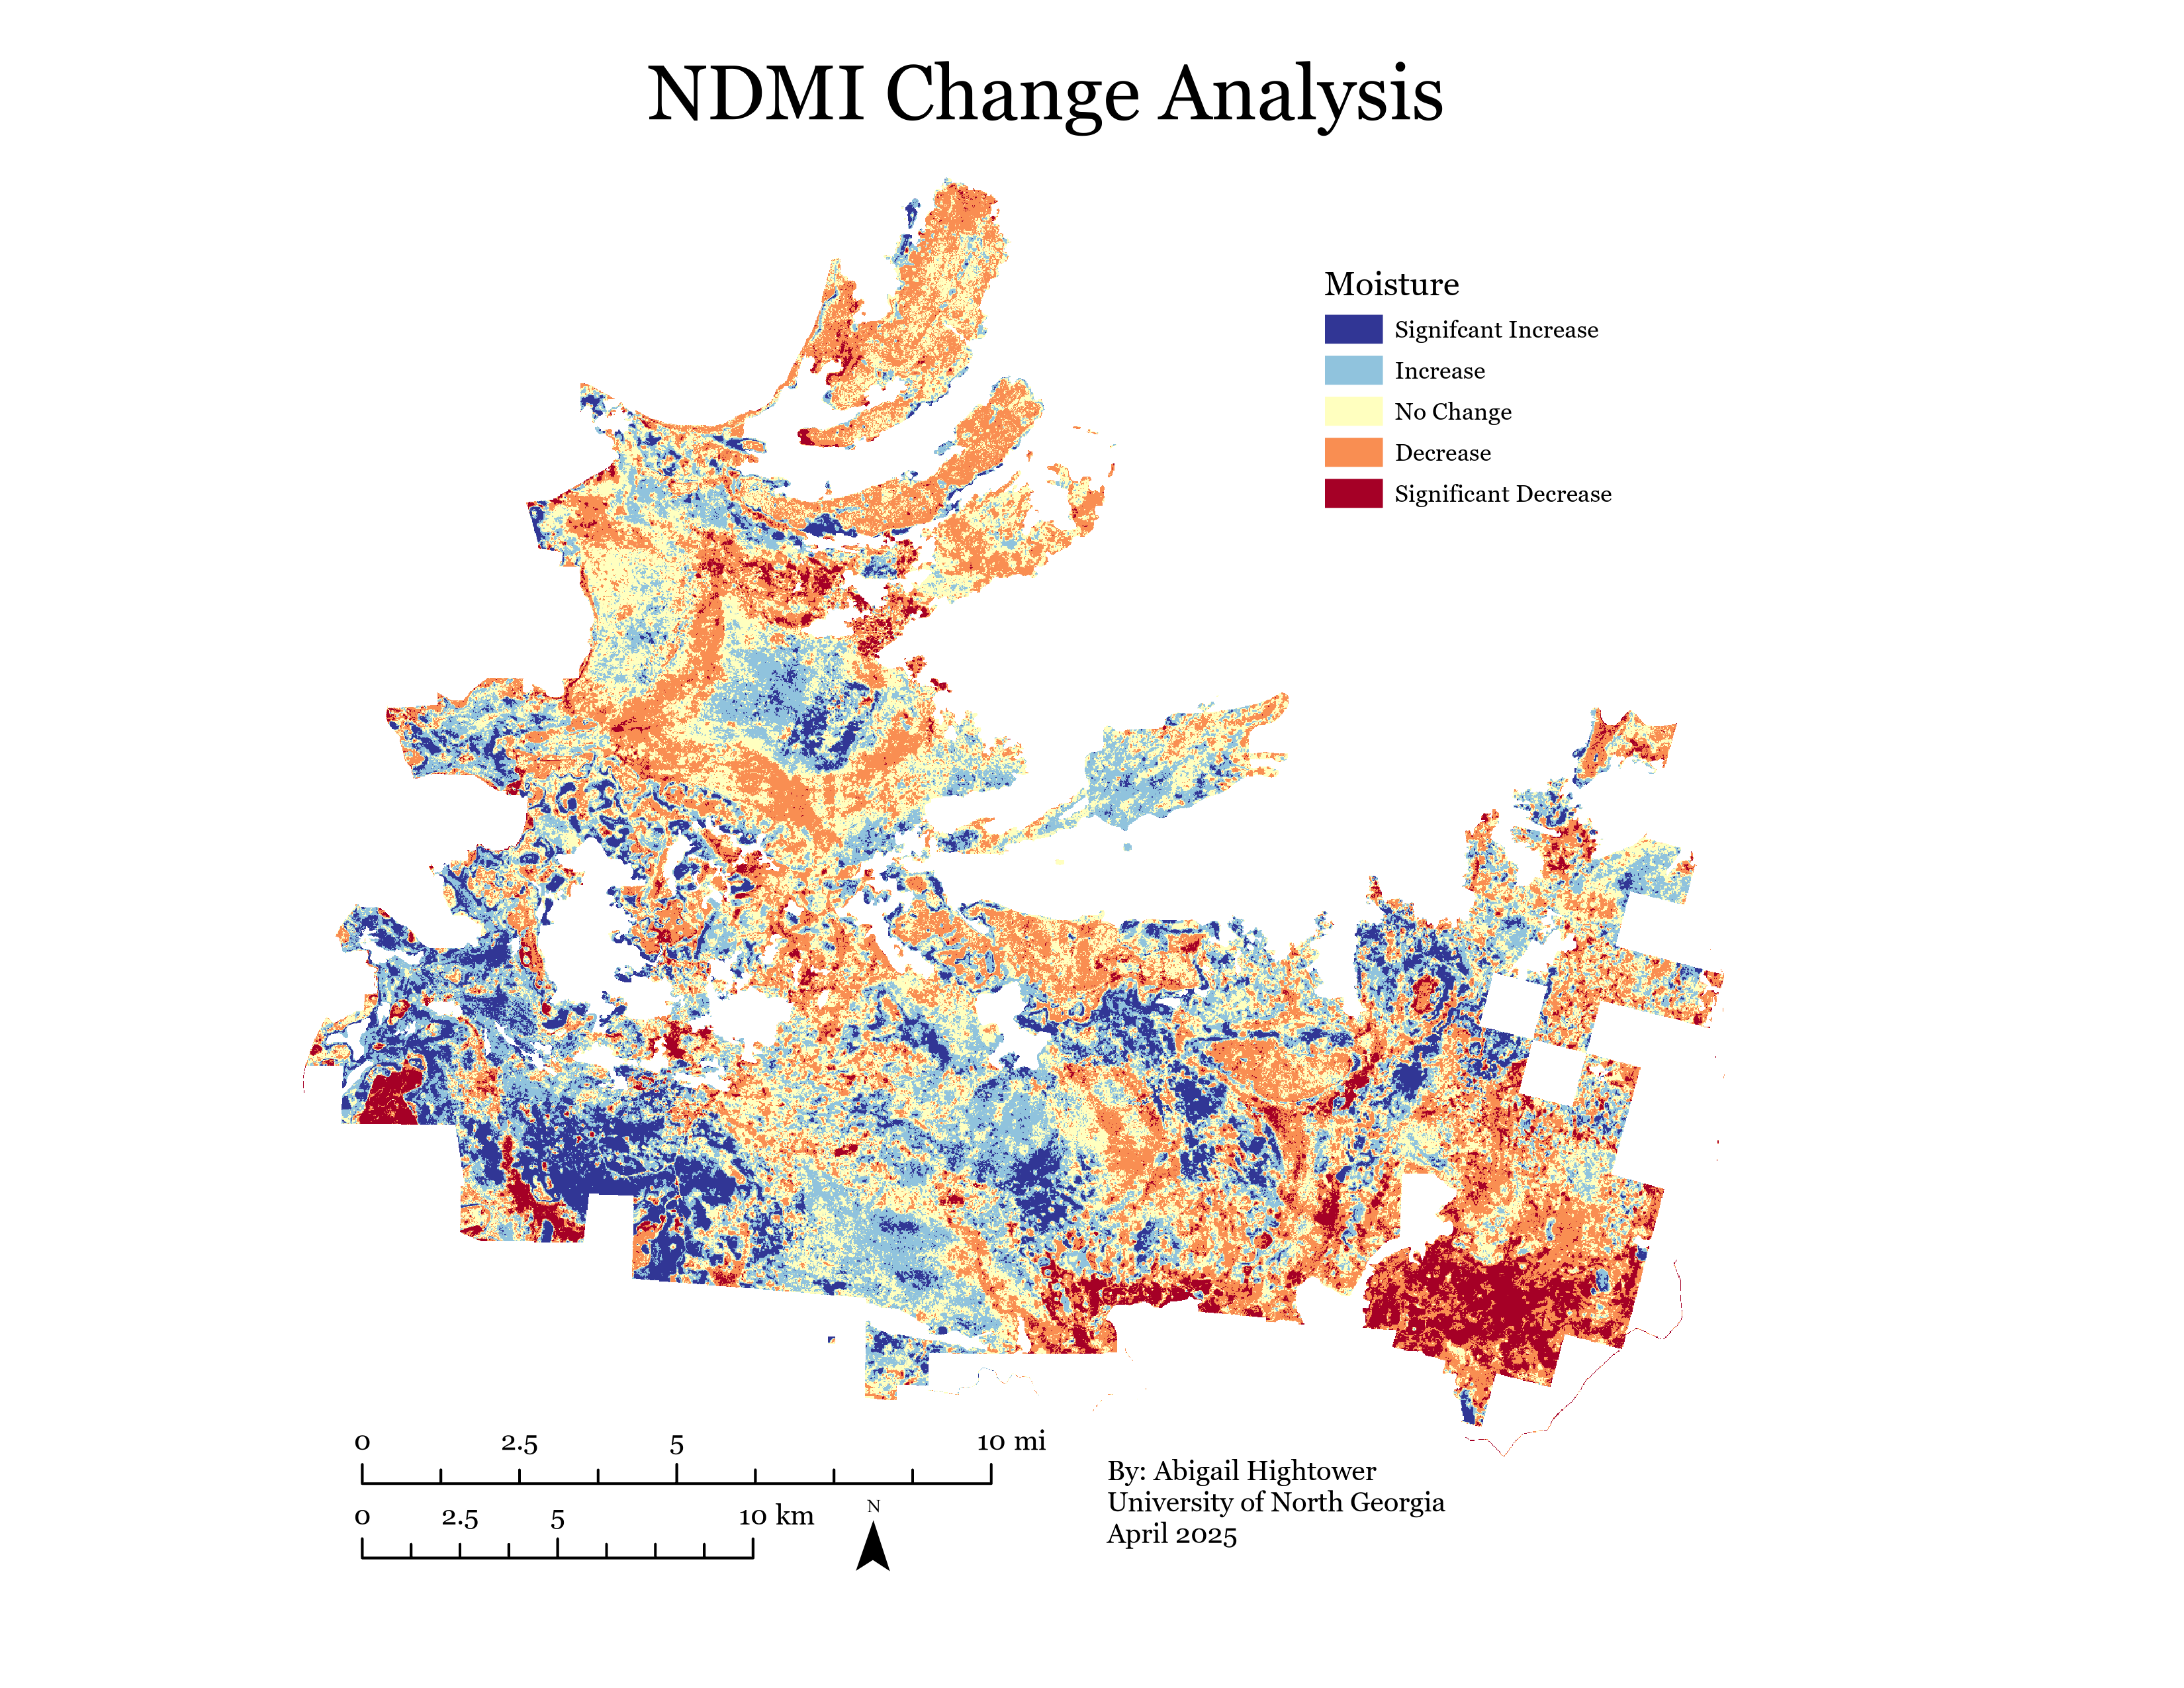 NDMI Change Analysis
Moisture
Signifcant Increase
Increase
No Change
Decrease
Significant Decrease
0 2.5 5 10 mi
0 2.5 5 10 km
N
By: Abigail Hightower
University of North Georgia
April 2025